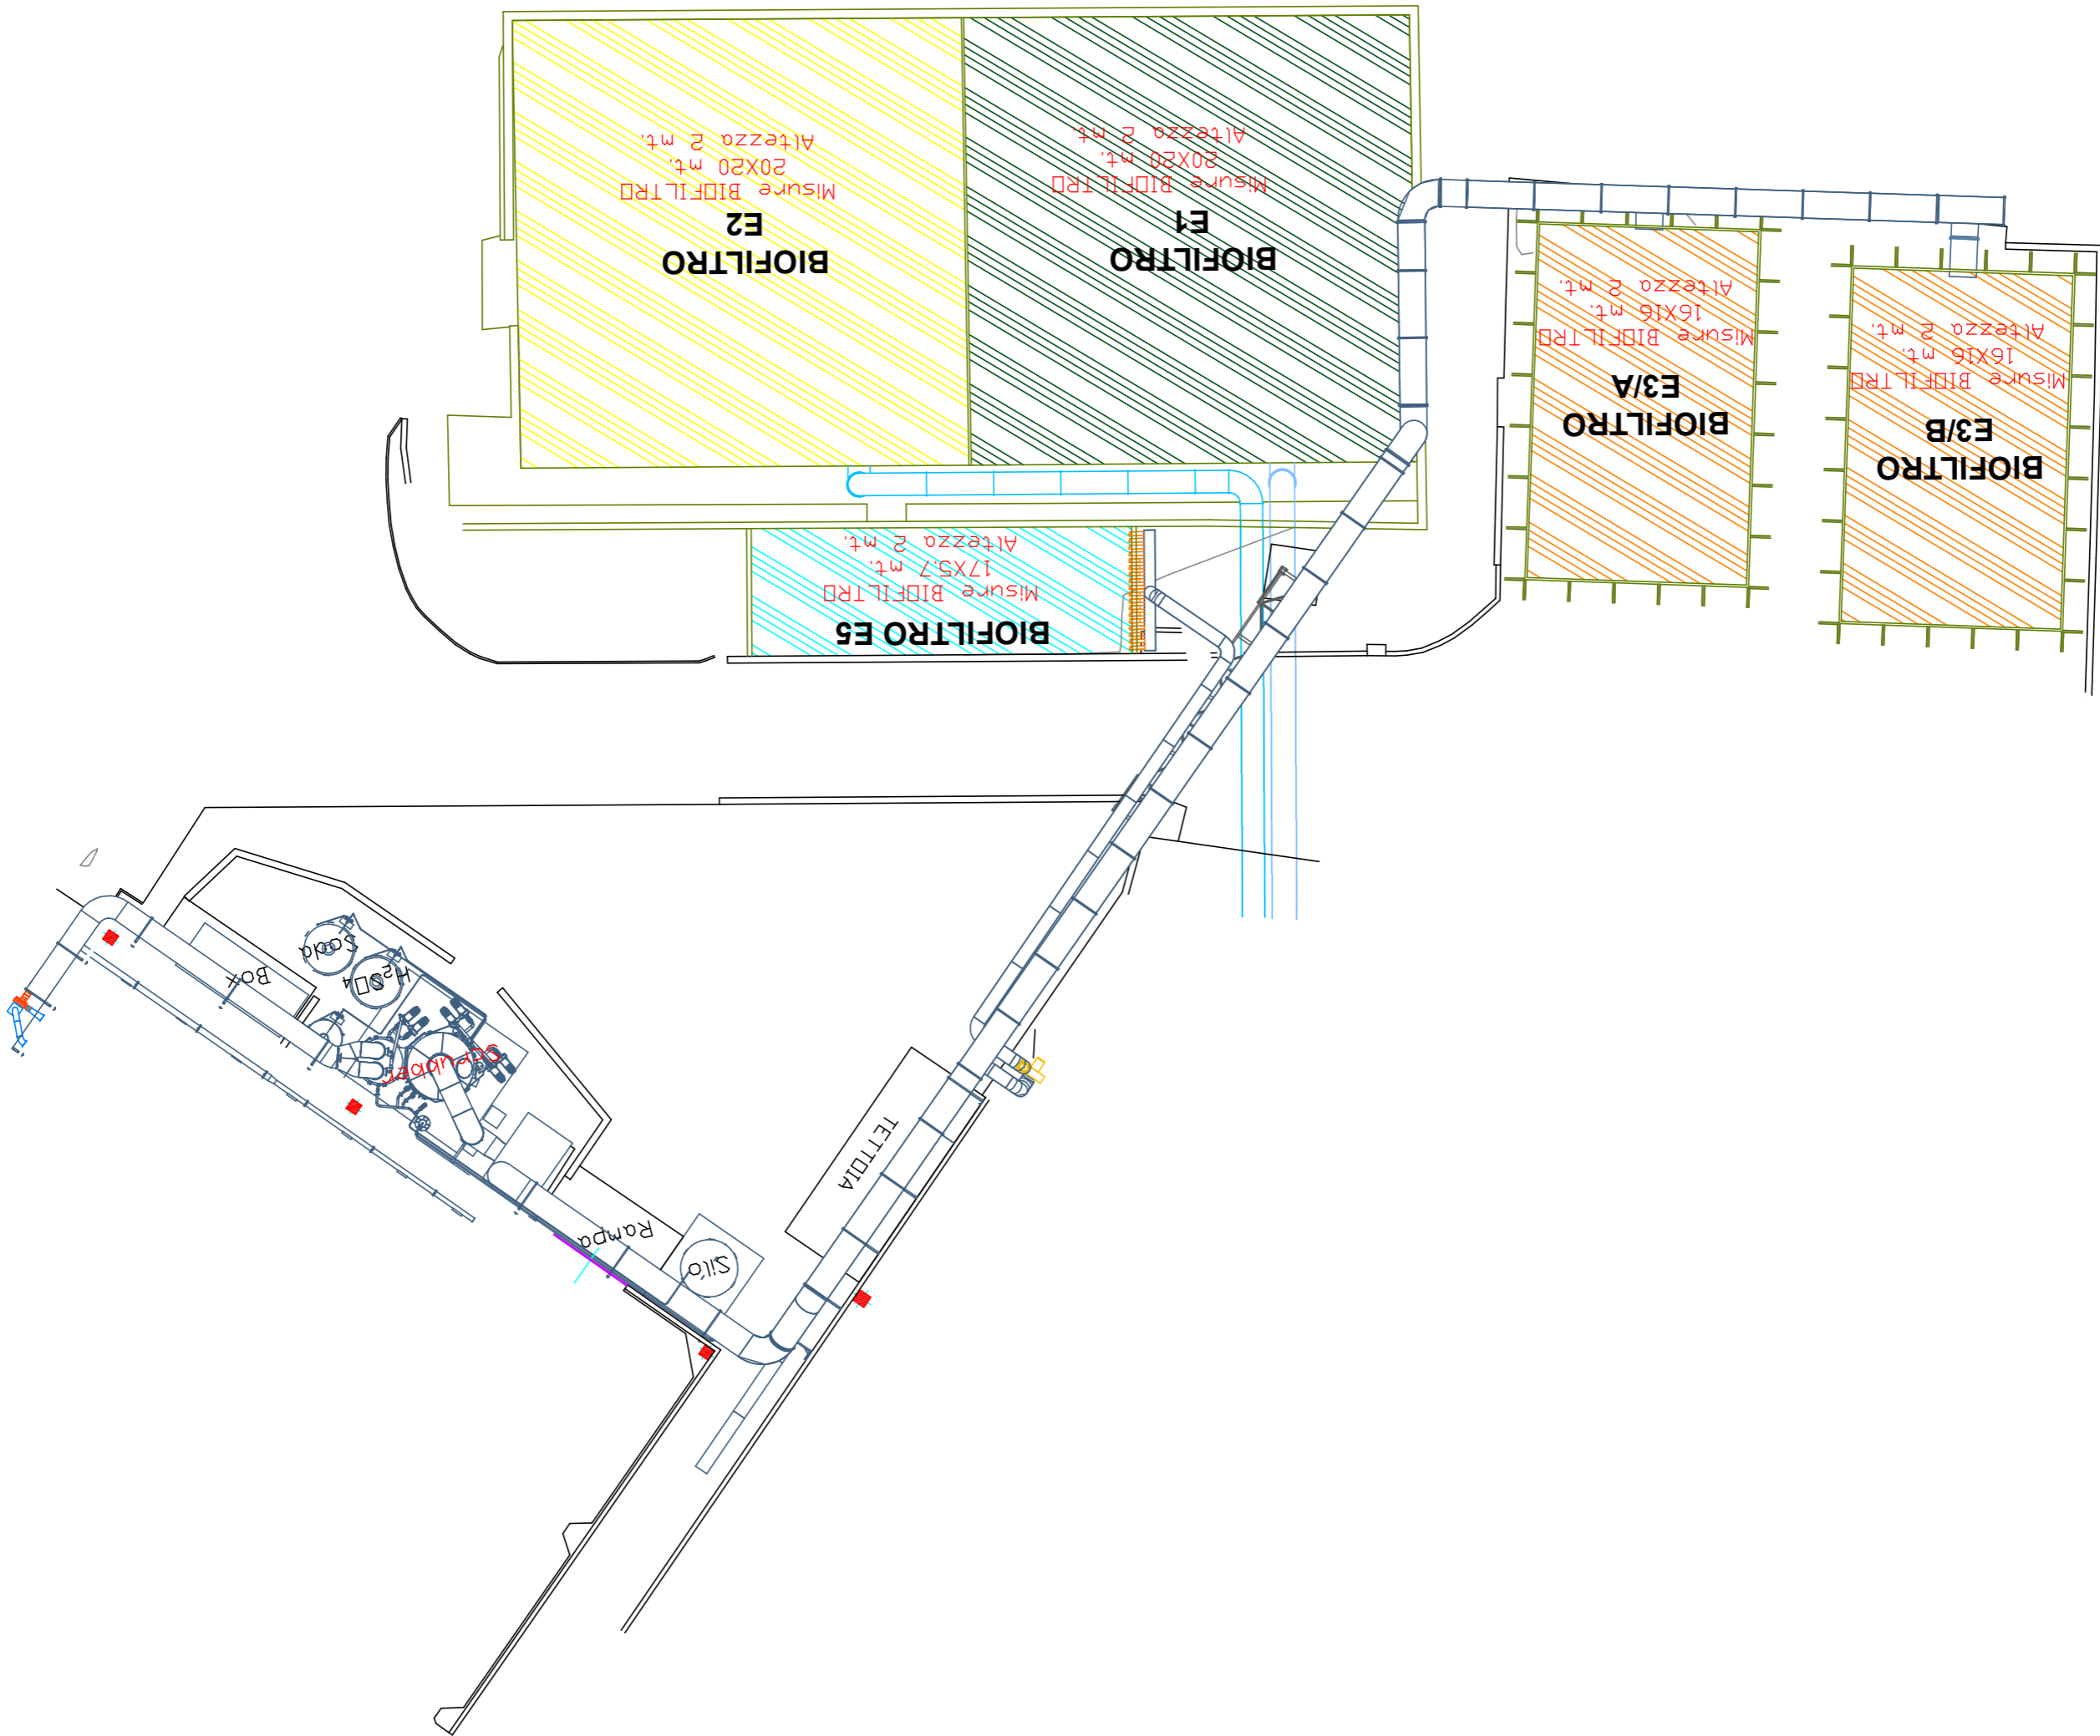 Silo
Rampa
TETTOIA
Scrubber
H2SO4
Soda
Box
BIOFILTRO E5
Misure BIOFILTRO
17X5,7 mt.
Altezza 2 mt.
BIOFILTRO
E3/B
Misure BIOFILTRO
16X16 mt.
Altezza 2 mt.
BIOFILTRO
E3/A
Misure BIOFILTRO
16X16 mt.
Altezza 2 mt.
BIOFILTRO
E1
Misure BIOFILTRO
20X20 mt.
Altezza 2 mt.
BIOFILTRO
E2
Misure BIOFILTRO
20X20 mt.
Altezza 2 mt.